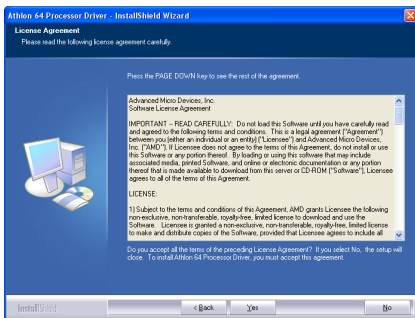 Athlon 64 Processor Driver - InstallShield Wizard
License Agreement
Please read the following license agreement carefully.
Press the PAGE DOWN key to see the rest of the agreement.
Advanced Micro Devices, Inc.
Software License Agreement
IMPORTANT – READ CAREFULLY: Do not load this Software until you have carefully read
and agreed to the following terms and conditions. This is a legal agreement ("Agreement")
between you (either an individual or an entity) ("Licensee") and Advanced Micro Devices,
Inc. ("AMD"). If Licensee does not agree to the terms of this Agreement, do not install or use
this Software or any portion thereof. By loading or using this software that may include
associated media, printed Software, and online or electronic documentation or any portion
thereof that is made available to download from this server or CD-ROM ("Software"), Licensee
agrees to all of the terms of this Agreement.
LICENSE:
1) Subject to the terms and conditions of this Agreement, AMD grants Licensee the following
non-exclusive, non-transferable, royalty-free, limited license to download and use the
Software. Licensee is granted a non-exclusive, non-transferable, royalty-free, limited license
to make and distribute copies of the Software, provided that Licensee agrees to include all
Do you accept all the terms of the preceding License Agreement? If you select No, the setup will
close. To install Athlon 64 Processor Driver, you must accept this agreement.
InstallShield
< Back
Yes
No